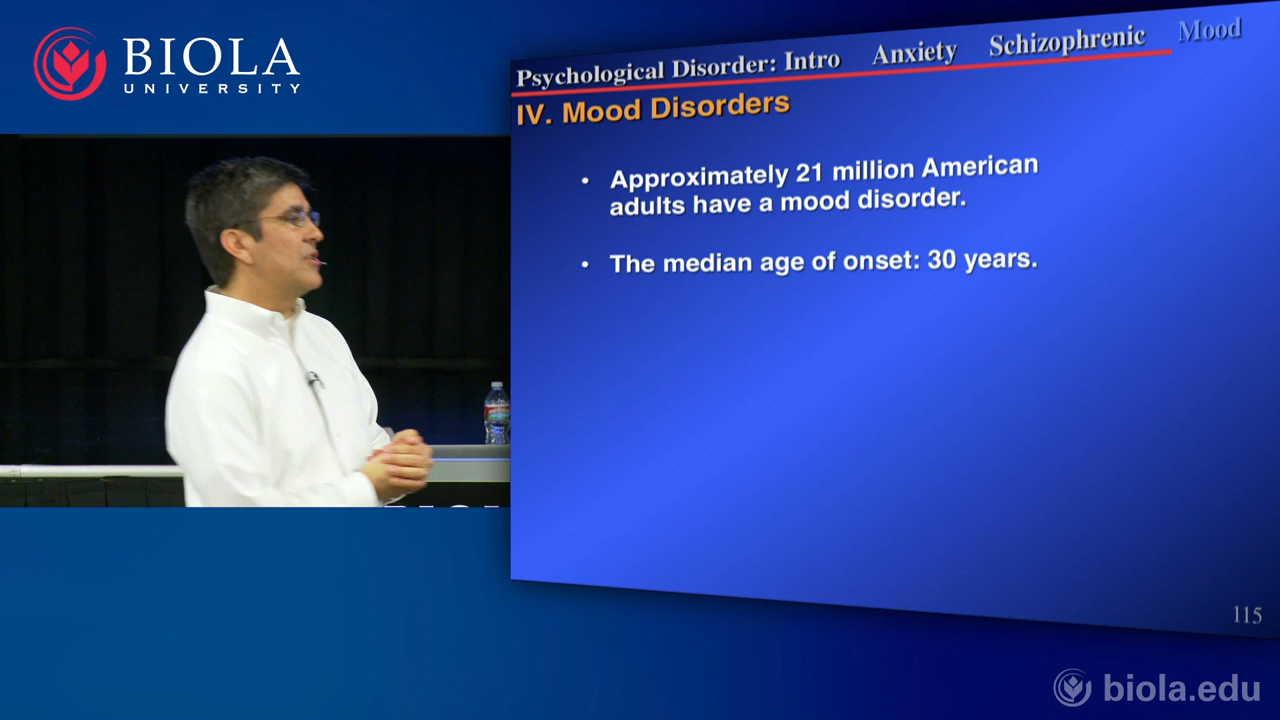 BIOLA
UNIVERSITY
Psychological Disorder: Intro Anxiety Schizophrenic Mood
IV. Mood Disorders
• Approximately 21 million American
adults have a mood disorder.
• The median age of onset: 30 years.
115
biola.edu